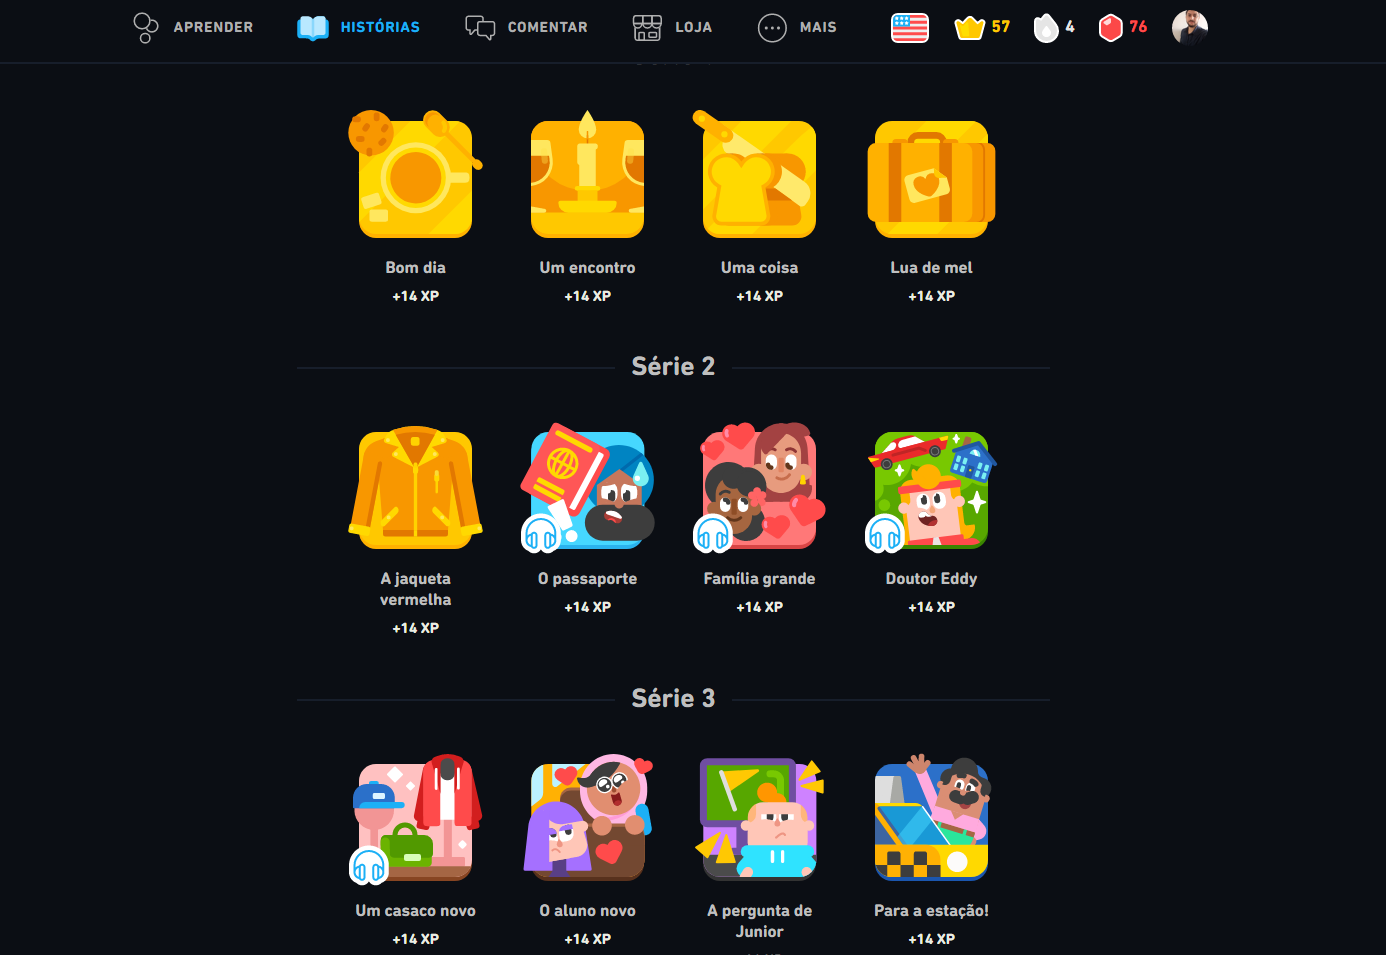 APRENDER HISTÓRIAS COMENTAR LOJA MAIS 57 4 76
Bom dia Um encontro Uma coisa Lua de mel
+14 XP +14 XP +14 XP +14 XP
Série 2
A jaqueta vermelha O passaporte Família grande Doutor Eddy
+14 XP +14 XP +14 XP +14 XP
Série 3
Um casaco novo O aluno novo A pergunta de Junior Para a estação!
+14 XP +14 XP +14 XP